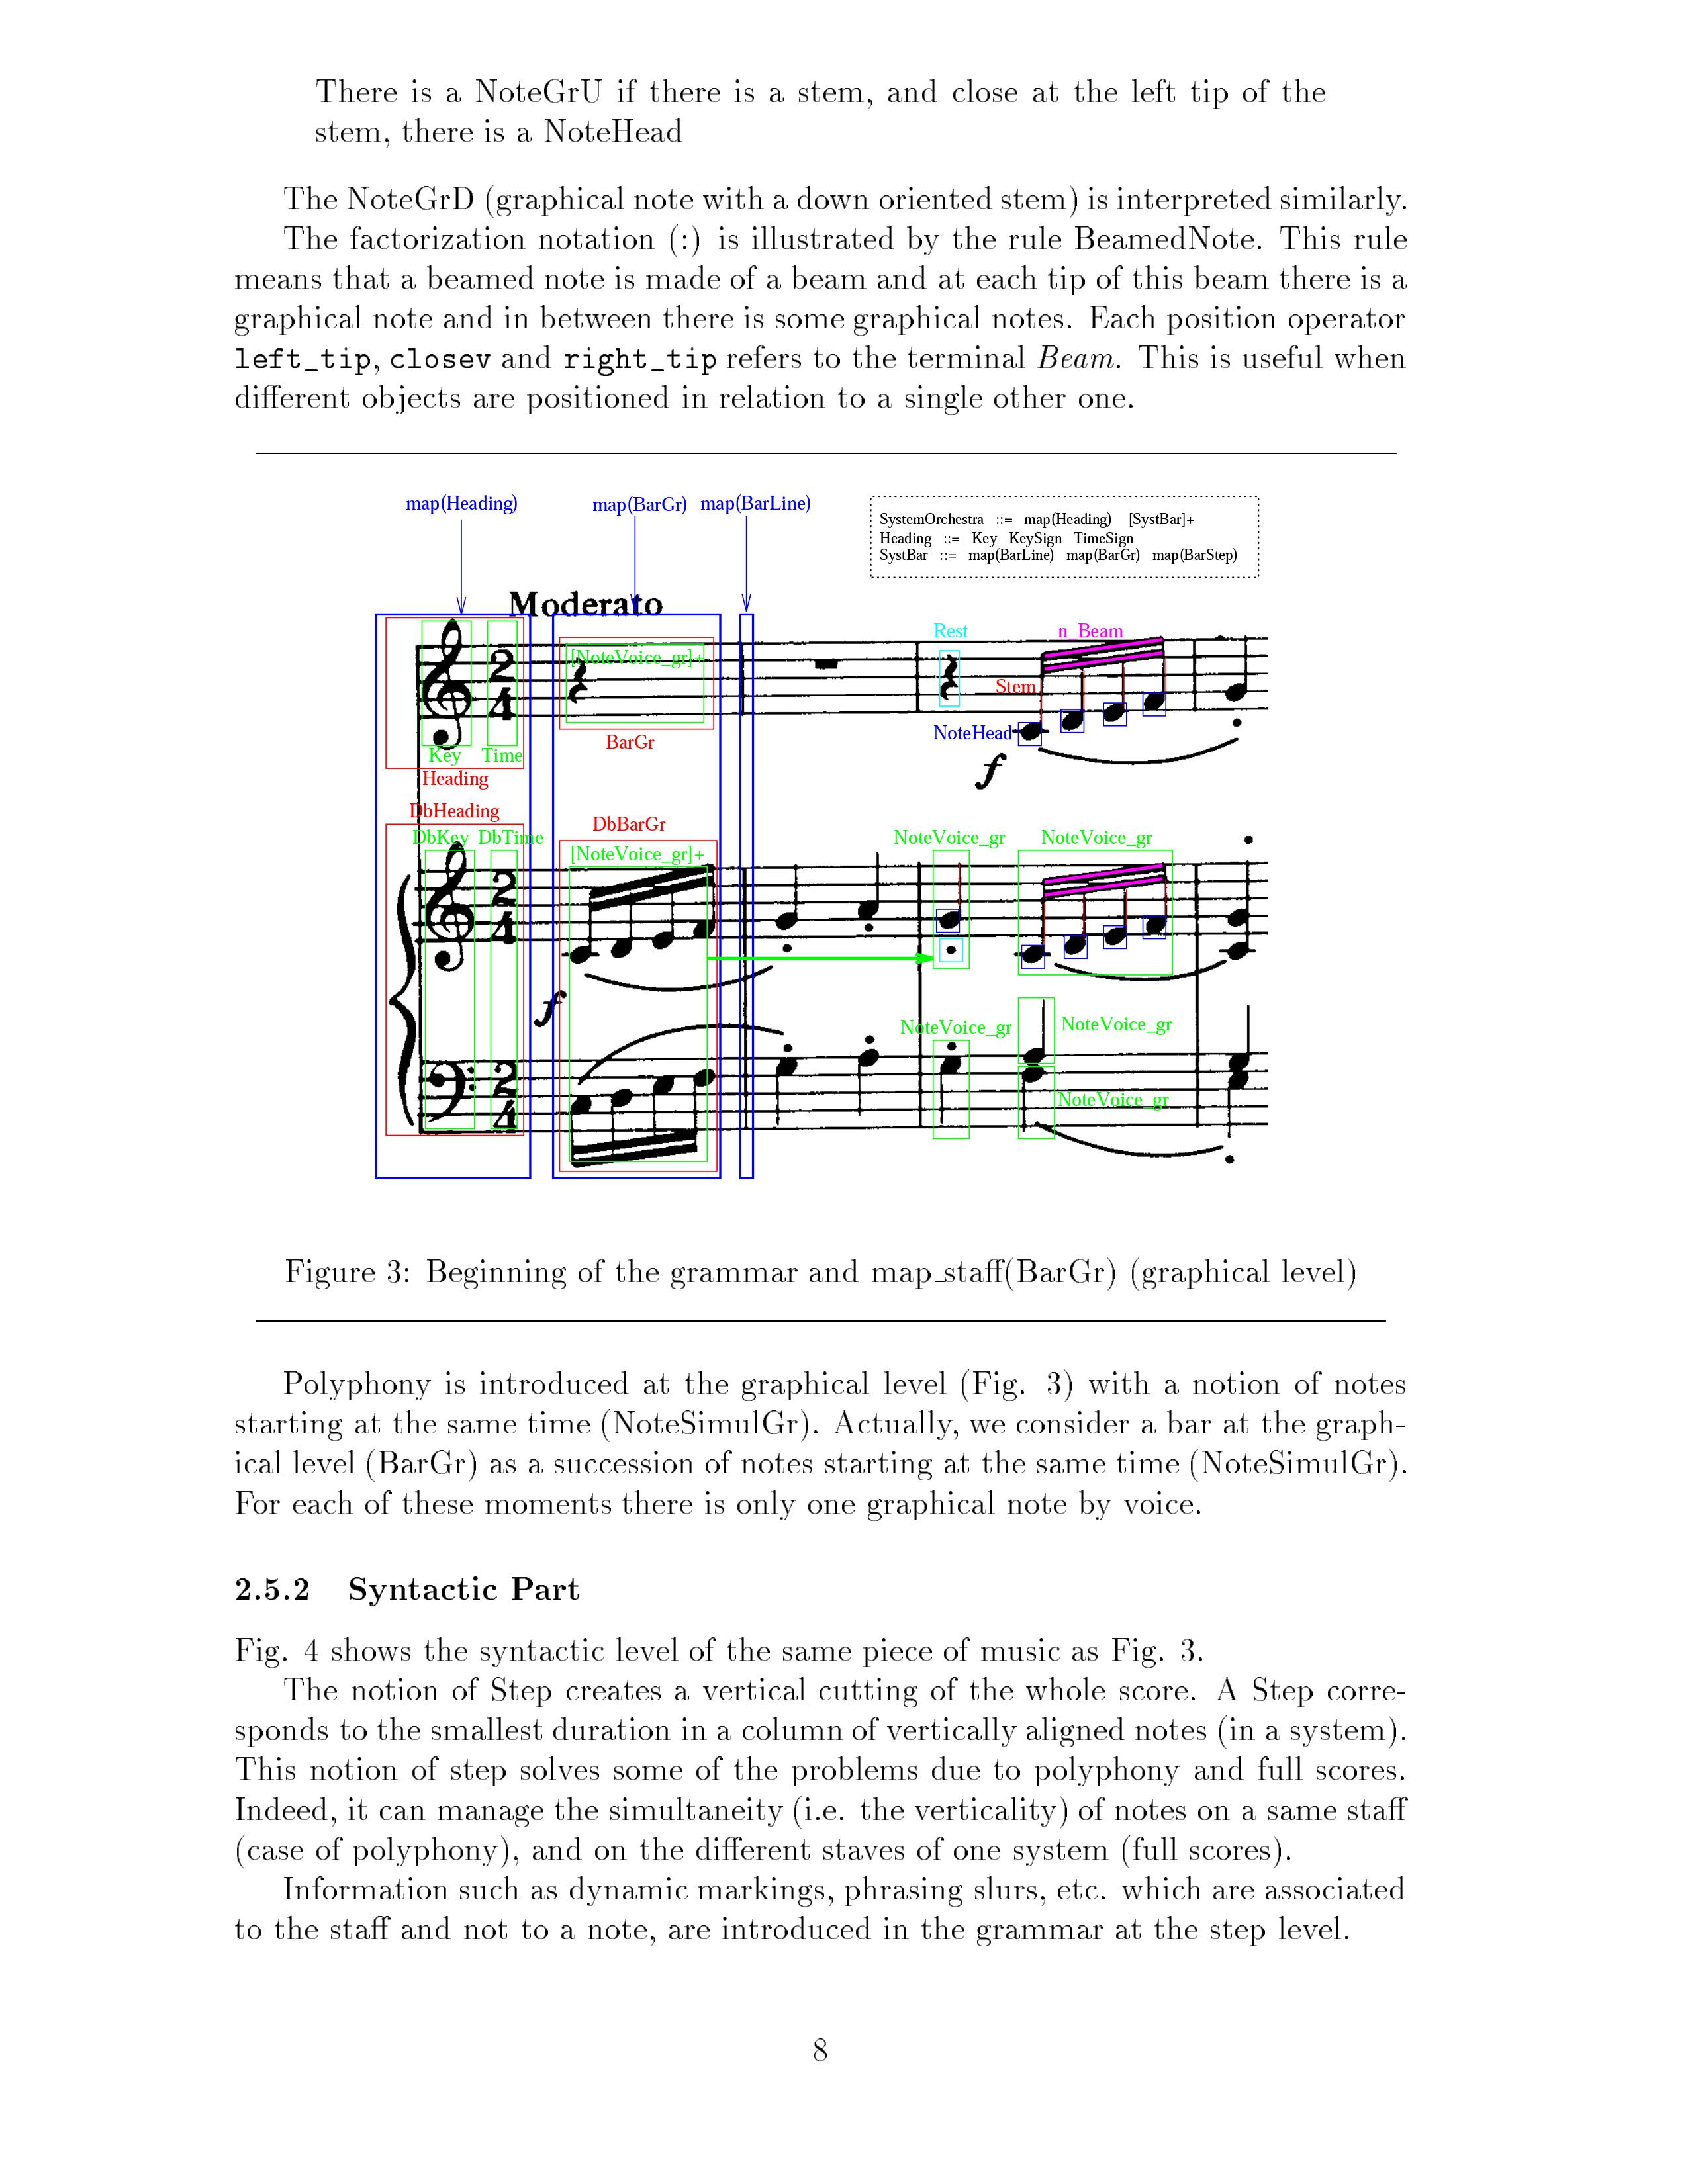 There is a NoteGrU if there is a stem, and close at the left tip of the
stem, there is a NoteHead
The NoteGrD (graphical note with a down oriented stem) is interpreted similarly.
The factorization notation (:) is illustrated by the rule BeamedNote. This rule
means that a beamed note is made of a beam and at each tip of this beam there is a
graphical note and in between there is some graphical notes. Each position operator
left_tip, closev and right_tip refers to the terminal Beam. This is useful when
different objects are positioned in relation to a single other one.
map(Heading) map(BarGr) map(BarLine)
SystemOrchestra ::= map(Heading) [SystBar]+
Heading ::= Key KeySign TimeSign
SystBar ::= map(BarLine) map(BarGr) map(BarStep)
Moderato
Rest n_Beam
[NoteVoice_gr]+
2
4
Stem
NoteHead
BarGr
Key Time
f
Heading
DbHeading
DbBarGr
DbKey DbTime
NoteVoice_gr NoteVoice_gr
[NoteVoice_gr]+
2
4
f
NoteVoice_gr NoteVoice_gr
2
4
NoteVoice_gr
Figure 3: Beginning of the grammar and map_staff(BarGr) (graphical level)
Polyphony is introduced at the graphical level (Fig. 3) with a notion of notes
starting at the same time (NoteSimulGr). Actually, we consider a bar at the graph-
ical level (BarGr) as a succession of notes starting at the same time (NoteSimulGr).
For each of these moments there is only one graphical note by voice.
2.5.2 Syntactic Part
Fig. 4 shows the syntactic level of the same piece of music as Fig. 3.
The notion of Step creates a vertical cutting of the whole score. A Step corre-
sponds to the smallest duration in a column of vertically aligned notes (in a system).
This notion of step solves some of the problems due to polyphony and full scores.
Indeed, it can manage the simultaneity (i.e. the verticality) of notes on a same staff
(case of polyphony), and on the different staves of one system (full scores).
Information such as dynamic markings, phrasing slurs, etc. which are associated
to the staff and not to a note, are introduced in the grammar at the step level.
8